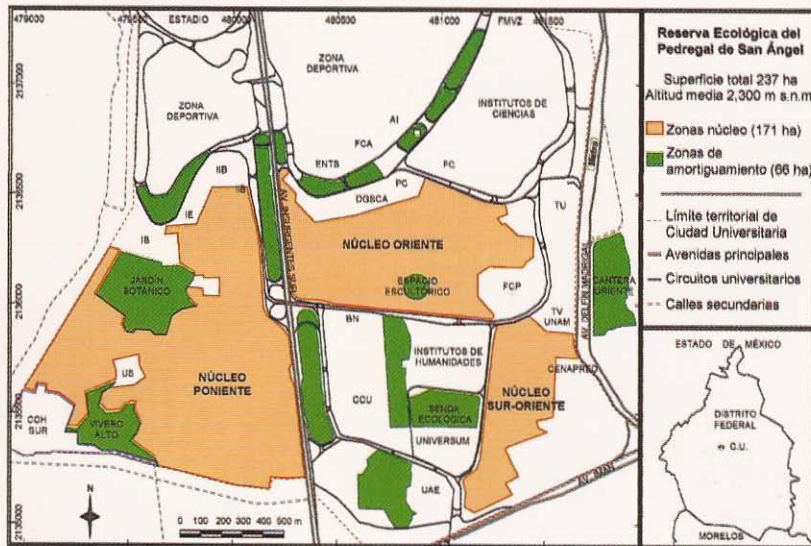 479000
479500
480000
480500
481000
481500
2137000
2136500
2136000
2135500
2135000
ESTADIO
ZONA
DEPORTIVA
FMVZ
ZONA
DEPORTIVA
INSTITUTOS DE
CIENCIAS
AI
FCA
ENTS
FC
PC
DGSCA
IIB
IIB
IE
IB
TU
Metro
AV. INSURGENTES SUR
NÚCLEO ORIENTE
JARDÍN
BOTÁNICO
ESPACIO
ESCULTÓRICO
FCP
AV. DELFÍN MADRIGAL
CANTERA
ORIENTE
TV
UNAM
BN
INSTITUTOS DE
HUMANIDADES
CENAPRED
US
NÚCLEO
PONIENTE
CCU
NÚCLEO
SUR-ORIENTE
SENDA
ECOLÓGICA
CCH
SUR
VIVERO
ALTO
UNIVERSUM
UAE
AV. IMAN
N
0 100 200 300 400 500 m
Reserva Ecológica del
Pedregal de San Ángel
Superficie total 237 ha
Altitud media 2,300 m s.n.m
Zonas núcleo (171 ha)
Zonas de
amortiguamiento (66 ha)
Límite territorial de
Ciudad Universitaria
Avenidas principales
Circuitos universitarios
Calles secundarias
ESTADO DE MÉXICO
DISTRITO
FEDERAL
C.U.
MORELOS